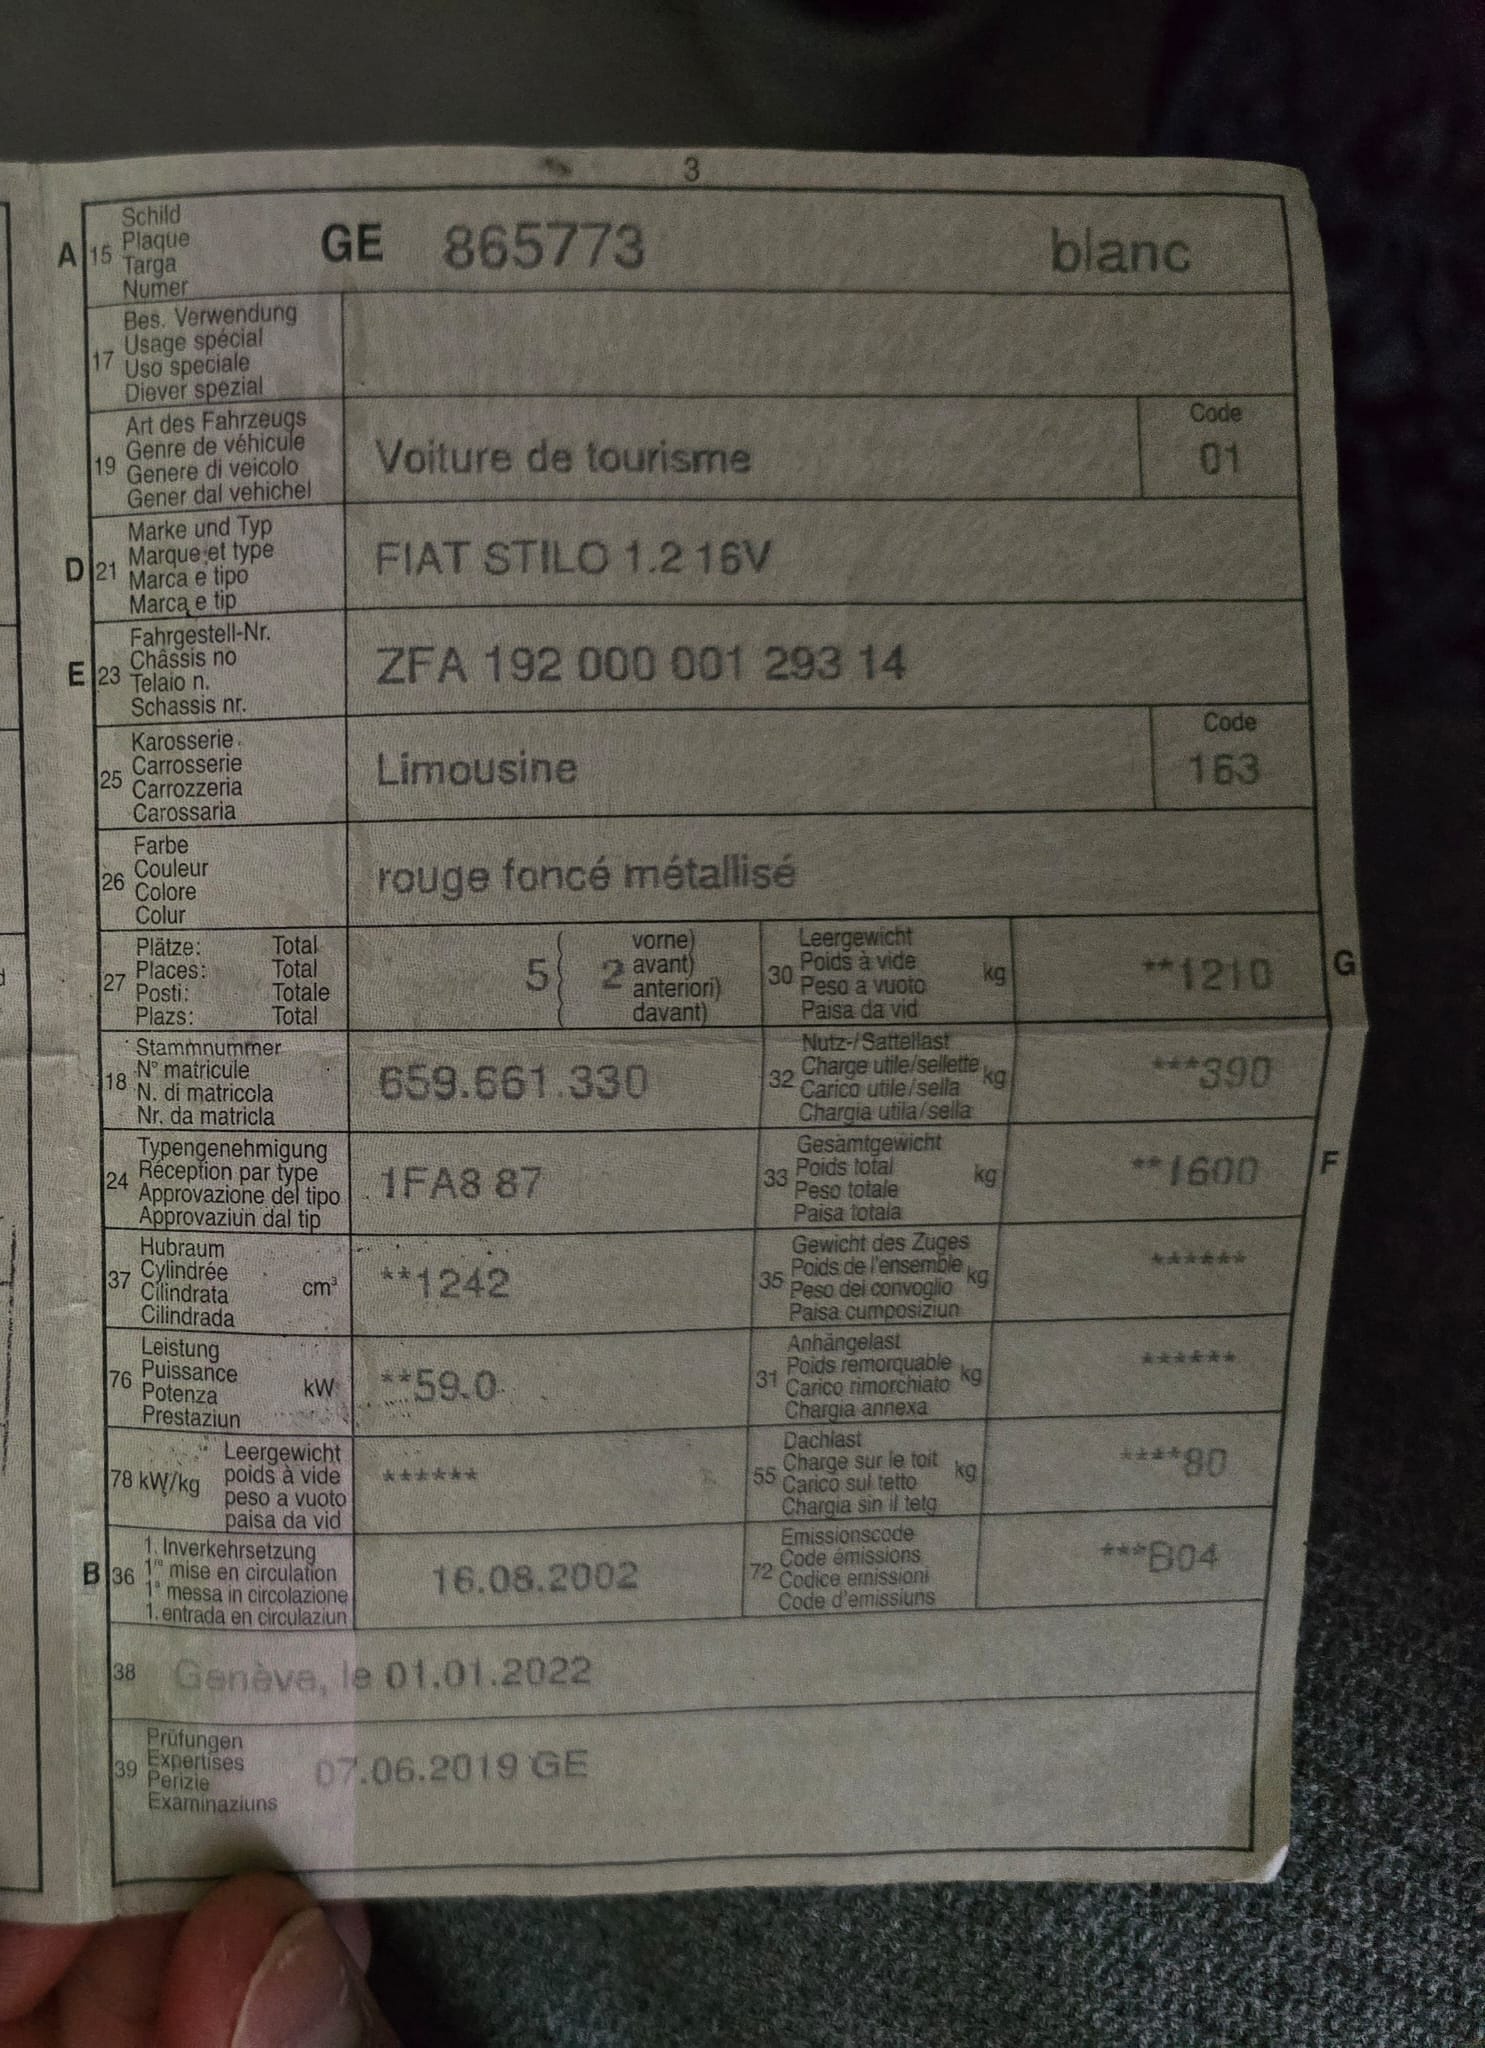 3
A 15 Schild
Plaque
Targa
Numer
GE 865773 blanc
17 Bes. Verwendung
Usage spécial
Uso speciale
Diever spezial
19 Art des Fahrzeugs
Genre de véhicule
Genere di veicolo
Gener dal vehichel
Voiture de tourisme
Code
01
D 21 Marke und Typ
Marque et type
Marca e tipo
Marca e tip
FIAT STILO 1.2 16V
E 23 Fahrgestell-Nr.
Châssis no
Telaio n.
Schassis nr.
ZFA 192 000 001 293 14
25 Karosserie
Carrosserie
Carrozzeria
Carossaria
Limousine
Code
163
26 Farbe
Couleur
Colore
Colur
rouge foncé métallisé
27 Plätze: Total
Places: Total
Posti: Totale
Plazs: Total
5 ( 2 vorne)
avant)
anteriori)
davant)
30 Leergewicht
Poids à vide
Peso a vuoto
Paisa da vid
kg
**1210
G
18 Stammnummer
N° matricule
N. di matricola
Nr. da matricla
659.661.330
32 Nutz-/Sattellast
Charge utile/sellette
Carico utile/sella
Chargia utila/sella
kg
***390
24 Typengenehmigung
Réception par type
Approvazione del tipo
Approvaziun dal tip
1FA8 87
33 Gesamtgewicht
Poids total
Peso totale
Paisa totala
kg
**1600
F
37 Hubraum
Cylindrée
Cilindrata
Cilindrada
cm³
**1242
35 Gewicht des Zuges
Poids de l'ensemble
Peso del convoglio
Paisa cumposiziun
kg
******
76 Leistung
Puissance
Potenza
Prestaziun
kW
**59.0
31 Anhängelast
Poids remorquable
Carico rimorchiato
Chargia annexa
kg
******
78 kW/kg Leergewicht
poids à vide
peso a vuoto
paisa da vid
******
55 Dachlast
Charge sur le toit
Carico sul tetto
Chargia sin il tetg
kg
****80
B 36 1. Inverkehrsetzung
1re mise en circulation
1a messa in circolazione
1. entrada en circulaziun
16.08.2002
72 Emissionscode
Code émissions
Codice emissioni
Code d'emissiuns
***B04
38 Genève, le 01.01.2022
39 Prüfungen
Expertises
Perizie
Examinaziuns
07.06.2019 GE